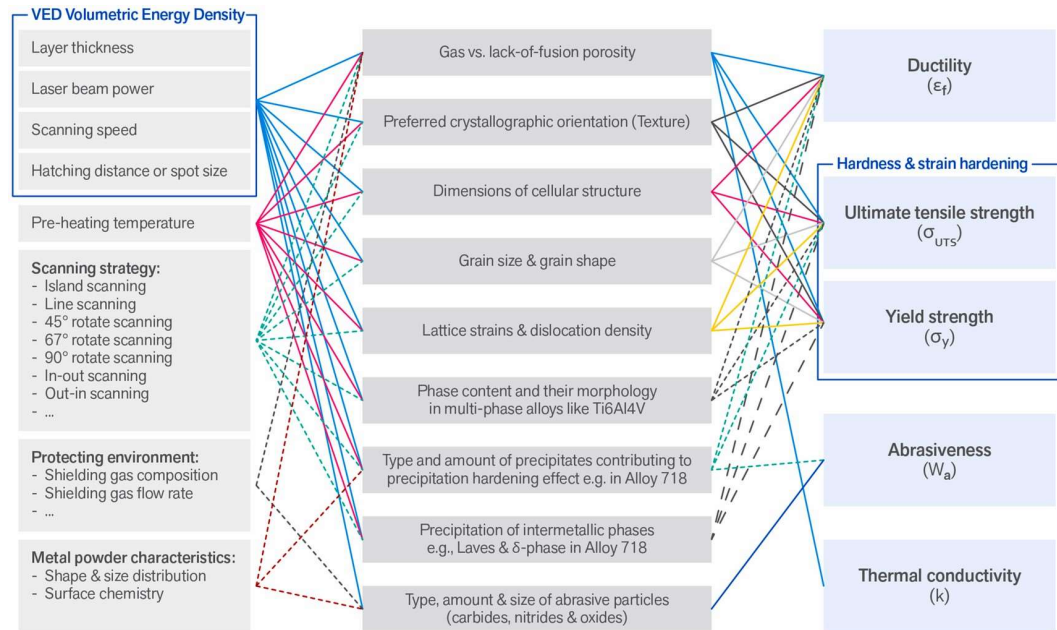 VED Volumetric Energy Density
Layer thickness
Laser beam power
Scanning speed
Hatching distance or spot size
Pre-heating temperature
Scanning strategy:
- Island scanning
- Line scanning
- 45° rotate scanning
- 67° rotate scanning
- 90° rotate scanning
- In-out scanning
- Out-in scanning
- ...
Protecting environment:
- Shielding gas composition
- Shielding gas flow rate
- ...
Metal powder characteristics:
- Shape & size distribution
- Surface chemistry
Gas vs. lack-of-fusion porosity
Preferred crystallographic orientation (Texture)
Dimensions of cellular structure
Grain size & grain shape
Lattice strains & dislocation density
Phase content and their morphology
in multi-phase alloys like Ti6Al4V
Type and amount of precipitates contributing to
precipitation hardening effect e.g. in Alloy 718
Precipitation of intermetallic phases
e.g., Laves & δ-phase in Alloy 718
Type, amount & size of abrasive particles
(carbides, nitrides & oxides)
Ductility
(εf)
Hardness & strain hardening
Ultimate tensile strength
(σUTS)
Yield strength
(σy)
Abrasiveness
(Wa)
Thermal conductivity
(k)